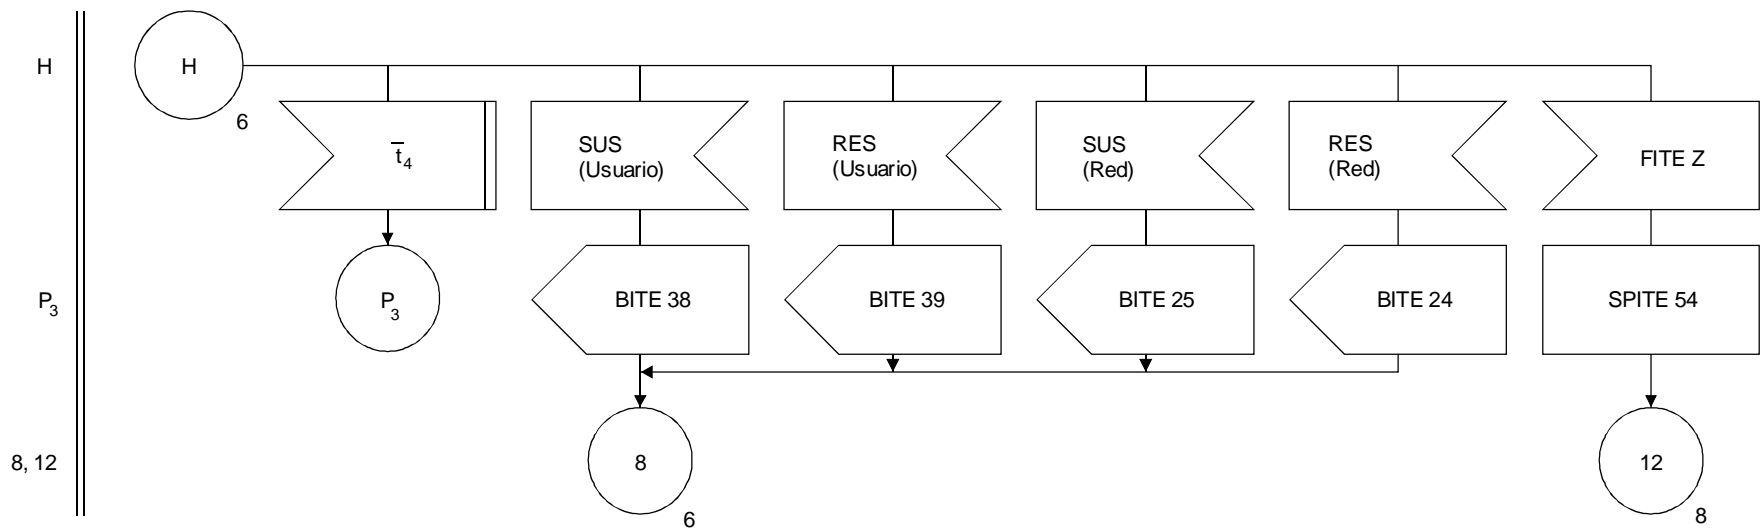 H
H
6
t̅4
SUS
(Usuario)
RES
(Usuario)
SUS
(Red)
RES
(Red)
FITE Z
P3
P3
BITE 38
BITE 39
BITE 25
BITE 24
SPITE 54
8, 12
8
6
12
8